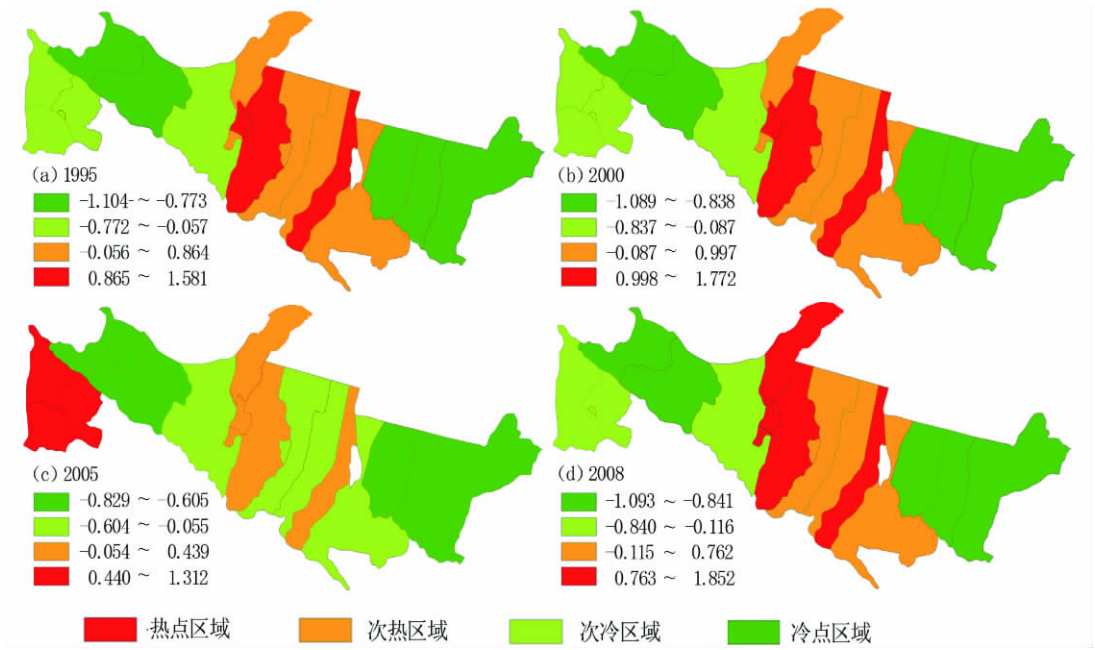 (a) 1995
-1.104 ~ -0.773
-0.772 ~ -0.057
-0.056 ~ 0.864
0.865 ~ 1.581
(b) 2000
-1.089 ~ -0.838
-0.837 ~ -0.087
-0.087 ~ 0.997
0.998 ~ 1.772
(c) 2005
-0.829 ~ -0.605
-0.604 ~ -0.055
-0.054 ~ 0.439
0.440 ~ 1.312
(d) 2008
-1.093 ~ -0.841
-0.840 ~ -0.116
-0.115 ~ 0.762
0.763 ~ 1.852
热点区域 次热区域 次冷区域 冷点区域